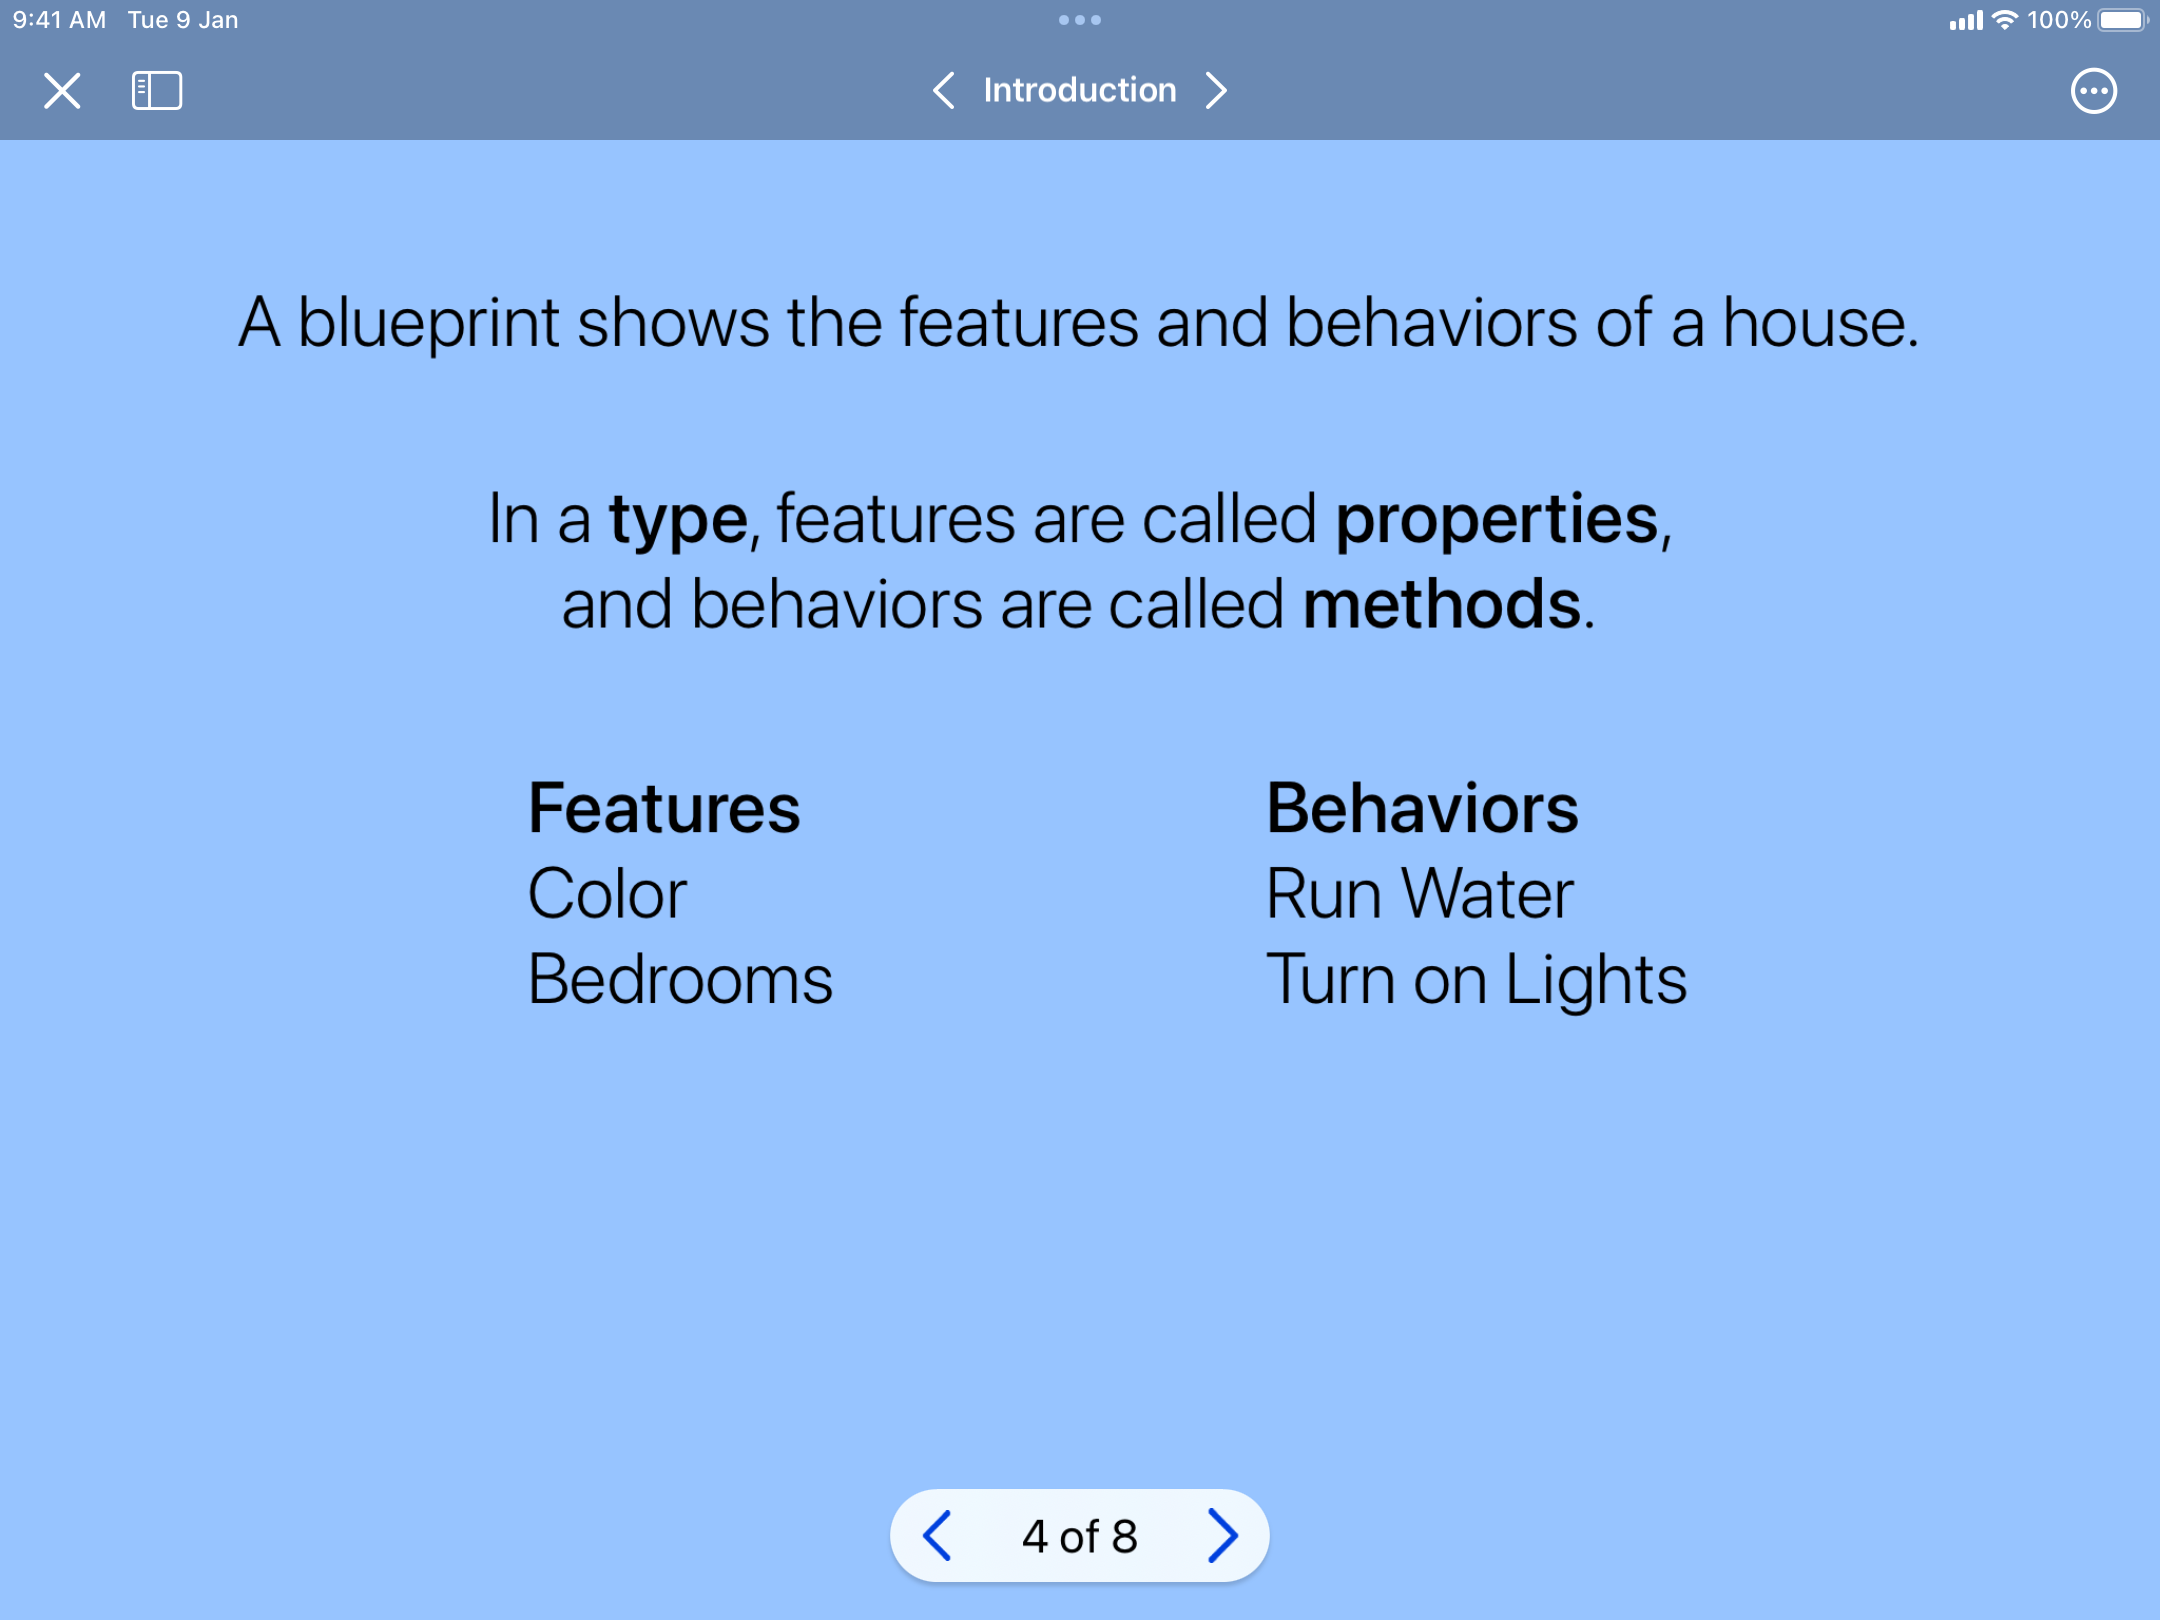 9:41 AM Tue 9 Jan 100%
Introduction
A blueprint shows the features and behaviors of a house.
In a type, features are called properties,
and behaviors are called methods.
Features
Color
Bedrooms
Behaviors
Run Water
Turn on Lights
4 of 8